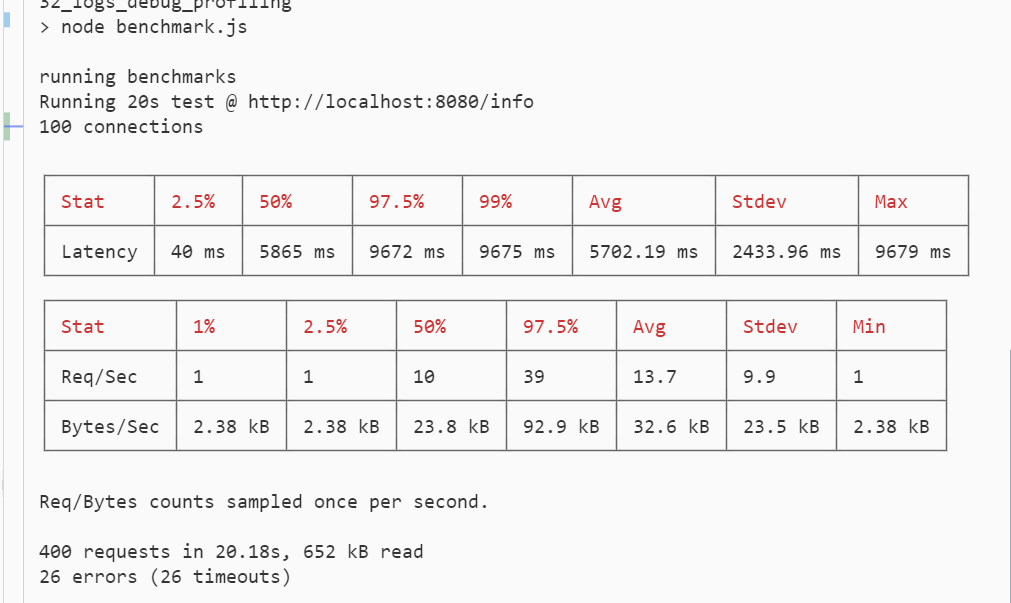 32_logs_debug_profiling
> node benchmark.js
running benchmarks
Running 20s test @ http://localhost:8080/info
100 connections
Stat 2.5% 50% 97.5% 99% Avg Stdev Max
Latency 40 ms 5865 ms 9672 ms 9675 ms 5702.19 ms 2433.96 ms 9679 ms
Stat 1% 2.5% 50% 97.5% Avg Stdev Min
Req/Sec 1 1 10 39 13.7 9.9 1
Bytes/Sec 2.38 kB 2.38 kB 23.8 kB 92.9 kB 32.6 kB 23.5 kB 2.38 kB
Req/Bytes counts sampled once per second.
400 requests in 20.18s, 652 kB read
26 errors (26 timeouts)